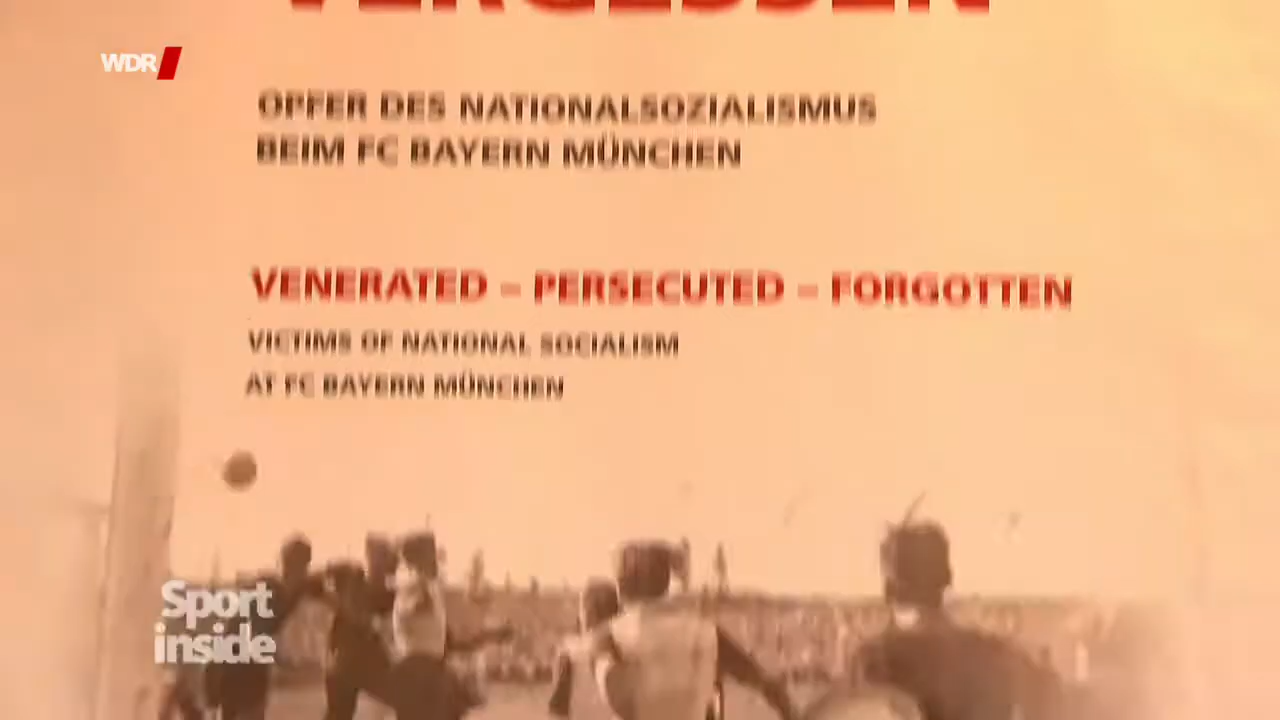 VERGESSEN
WDR
OPFER DES NATIONALSOZIALISMUS
BEIM FC BAYERN MÜNCHEN
VENERATED – PERSECUTED – FORGOTTEN
VICTIMS OF NATIONAL SOCIALISM
AT FC BAYERN MÜNCHEN
Sport
inside